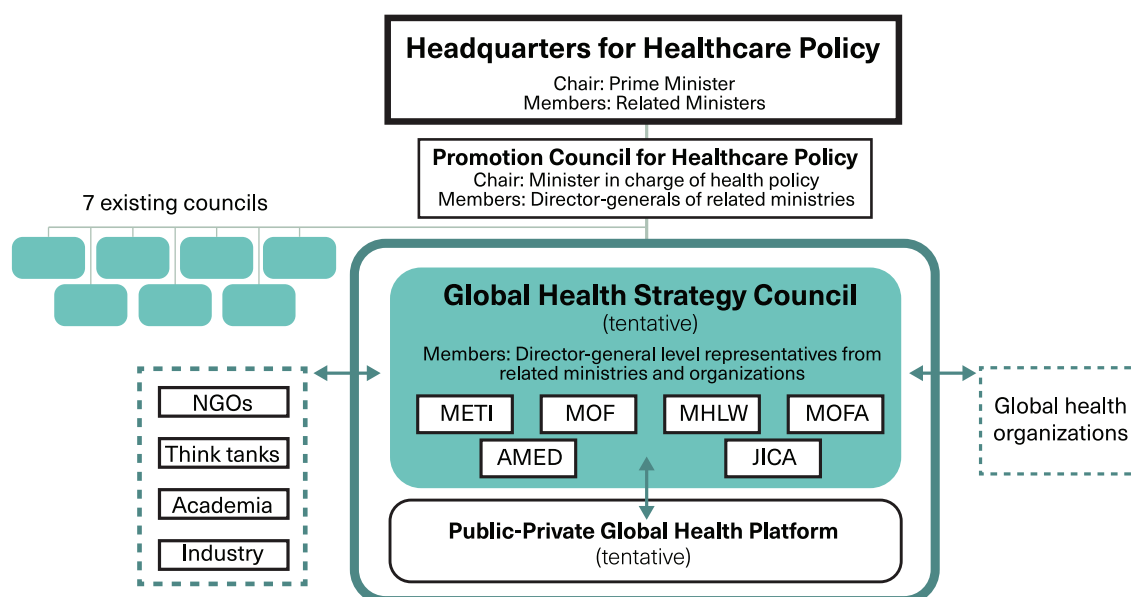 Headquarters for Healthcare Policy
Chair: Prime Minister
Members: Related Ministers
Promotion Council for Healthcare Policy
Chair: Minister in charge of health policy
Members: Director-generals of related ministries
7 existing councils
Global Health Strategy Council
(tentative)
Members: Director-general level representatives from
related ministries and organizations
METI
MOF
MHLW
MOFA
AMED
JICA
Public-Private Global Health Platform
(tentative)
NGOs
Think tanks
Academia
Industry
Global health
organizations